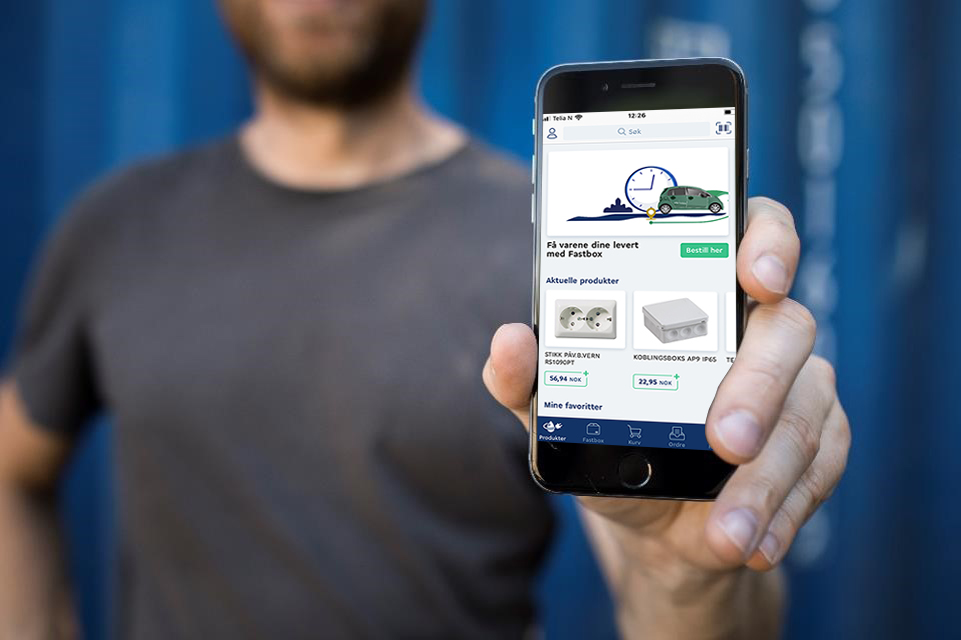 Telia N
12:26
Søk
Få varene dine levert
med Fastbox
Bestill her
Aktuelle produkter
STIKK PÅV.B.VERN
RS1090PT
56,94 NOK
KOBLINGSBOKS AP9 IP65
22,95 NOK
TE
Mine favoritter
Produkter
Fastbox
Kurv
Ordre